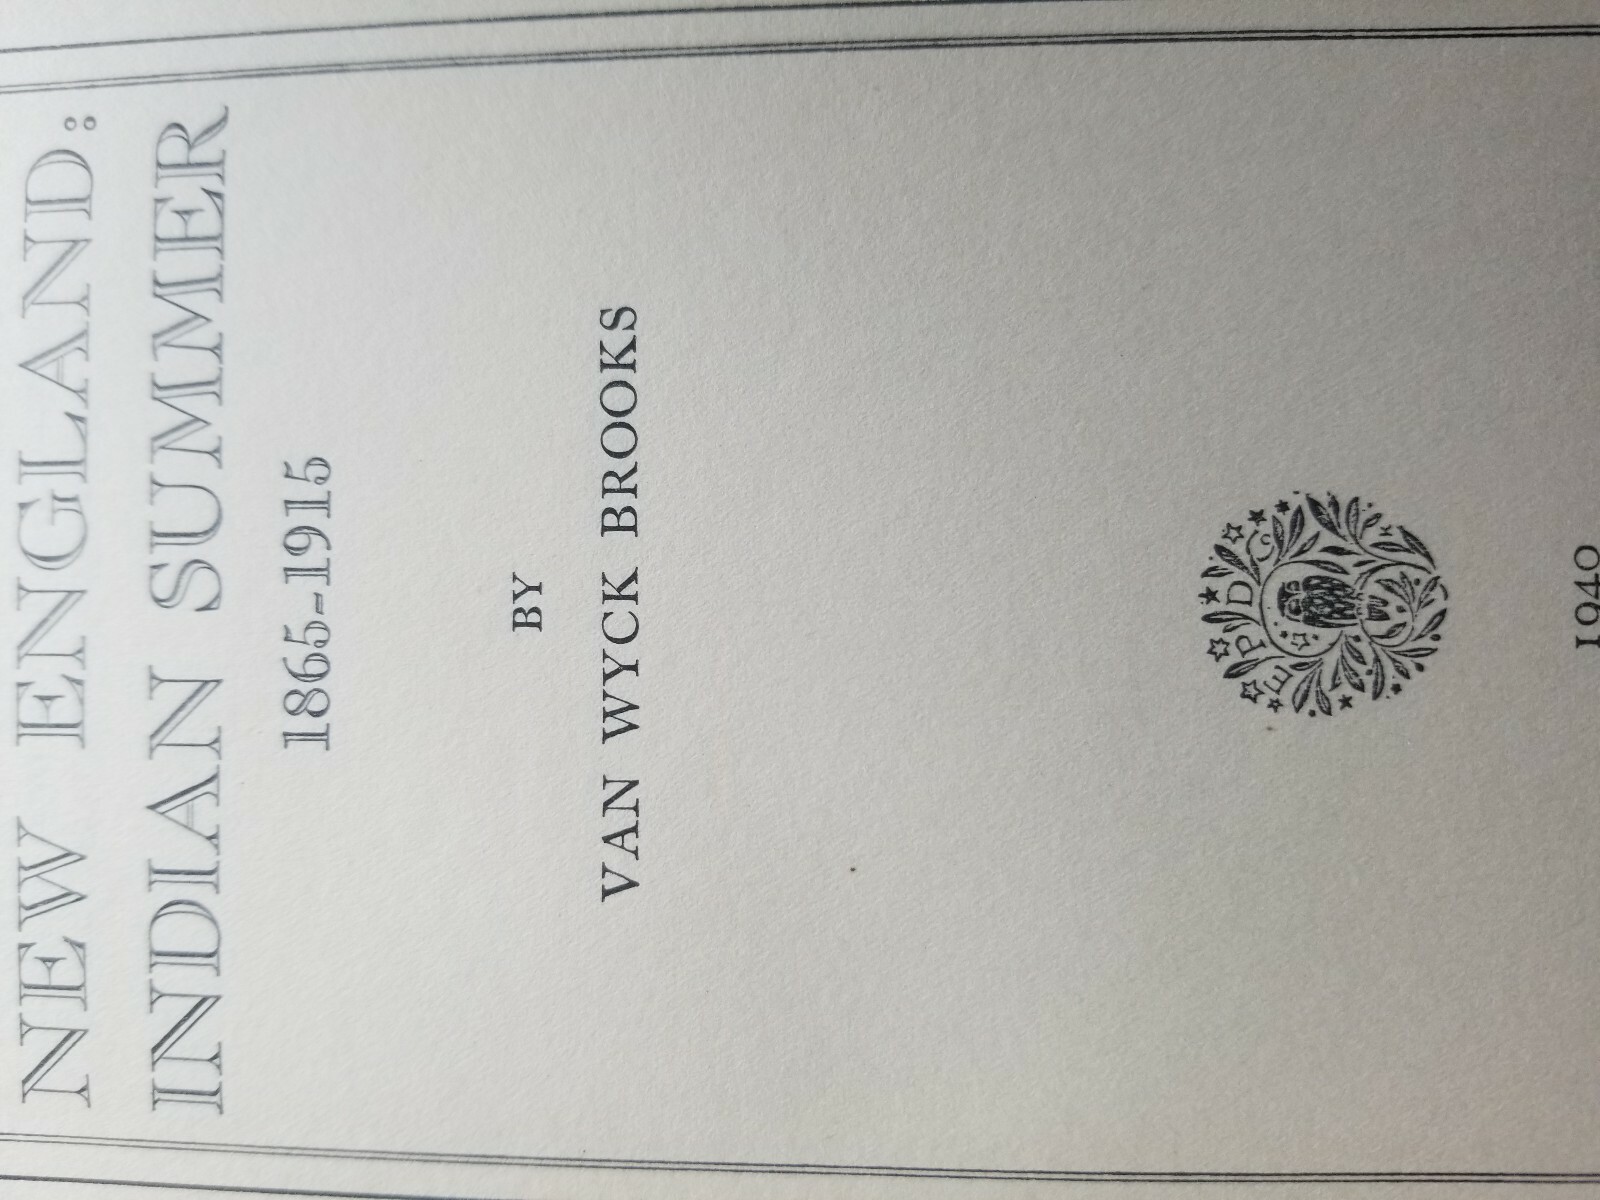 NEW ENGLAND:
INDIAN SUMMER
1865-1915
BY
VAN WYCK BROOKS
E P D C
1940